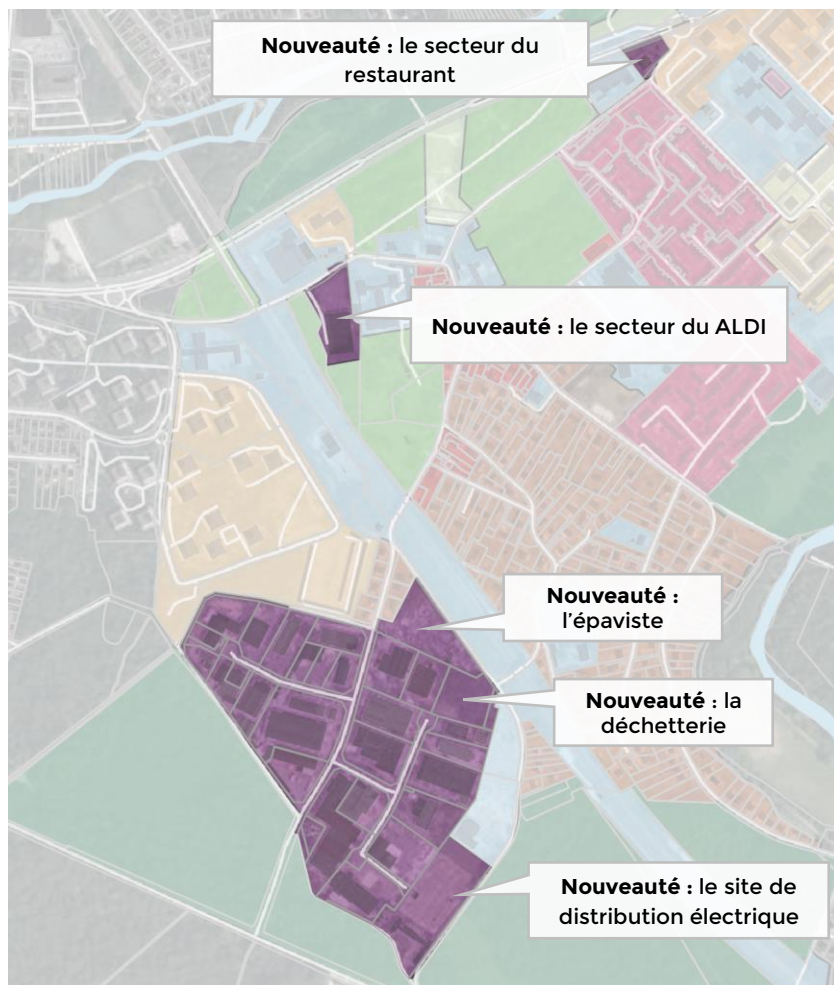 Nouveauté : le secteur du
restaurant
Nouveauté : le secteur du ALDI
Nouveauté :
l'épaviste
Nouveauté : la
déchetterie
Nouveauté : le site de
distribution électrique